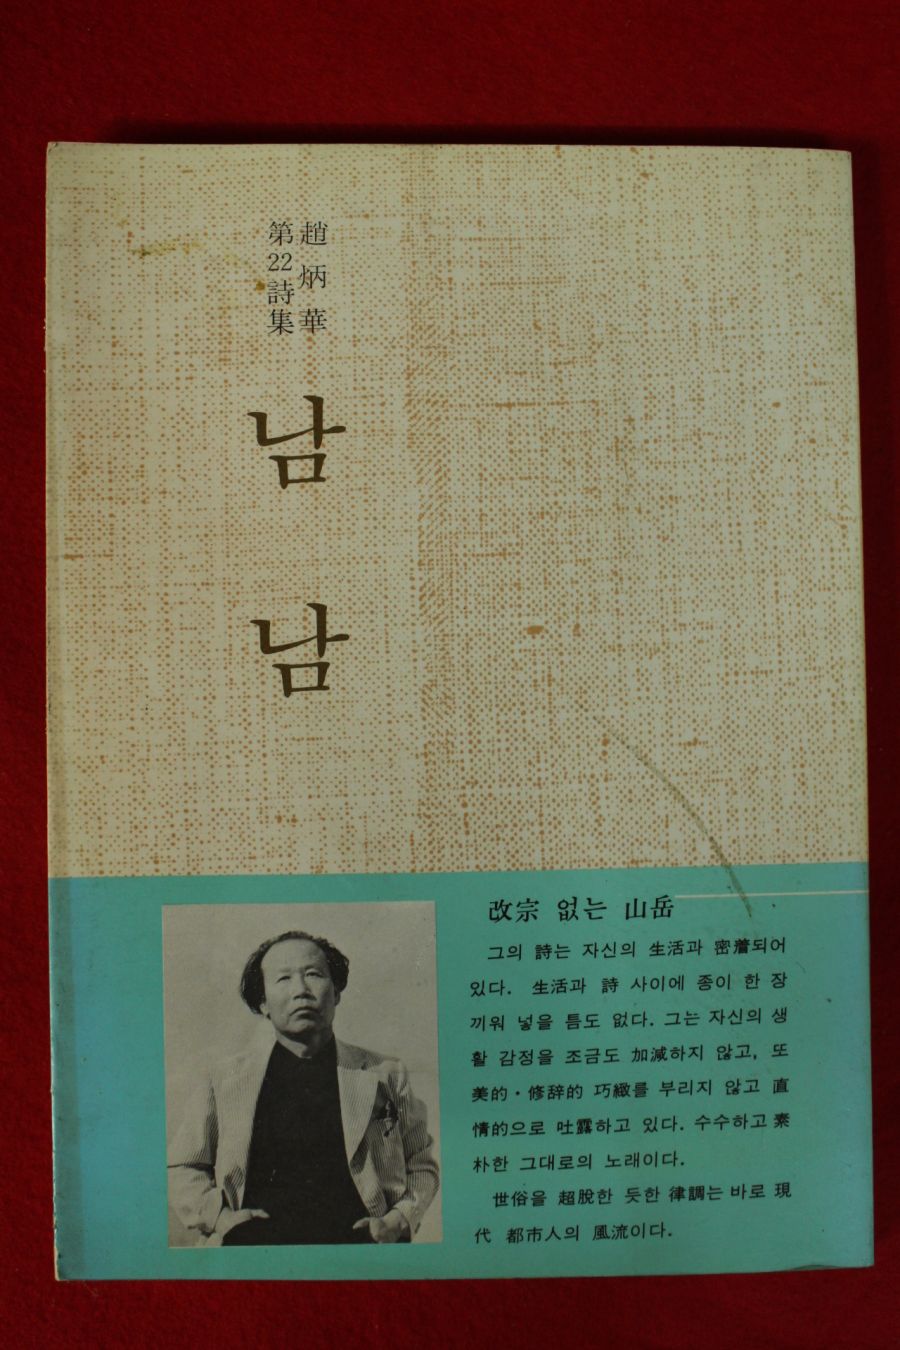 趙炳華
第22詩集
남남
改宗 없는 山岳
그의 詩는 자신의 生活과 密着되어
있다. 生活과 詩 사이에 종이 한 장
끼워 넣을 틈도 없다. 그는 자신의 생
활 감정을 조금도 加減하지 않고, 또
美的·修辞的 巧緻를 부리지 않고 直
情的으로 吐露하고 있다. 수수하고 素
朴한 그대로의 노래이다.
世俗을 超脫한 듯한 律調는 바로 現
代 都市人의 風流이다.